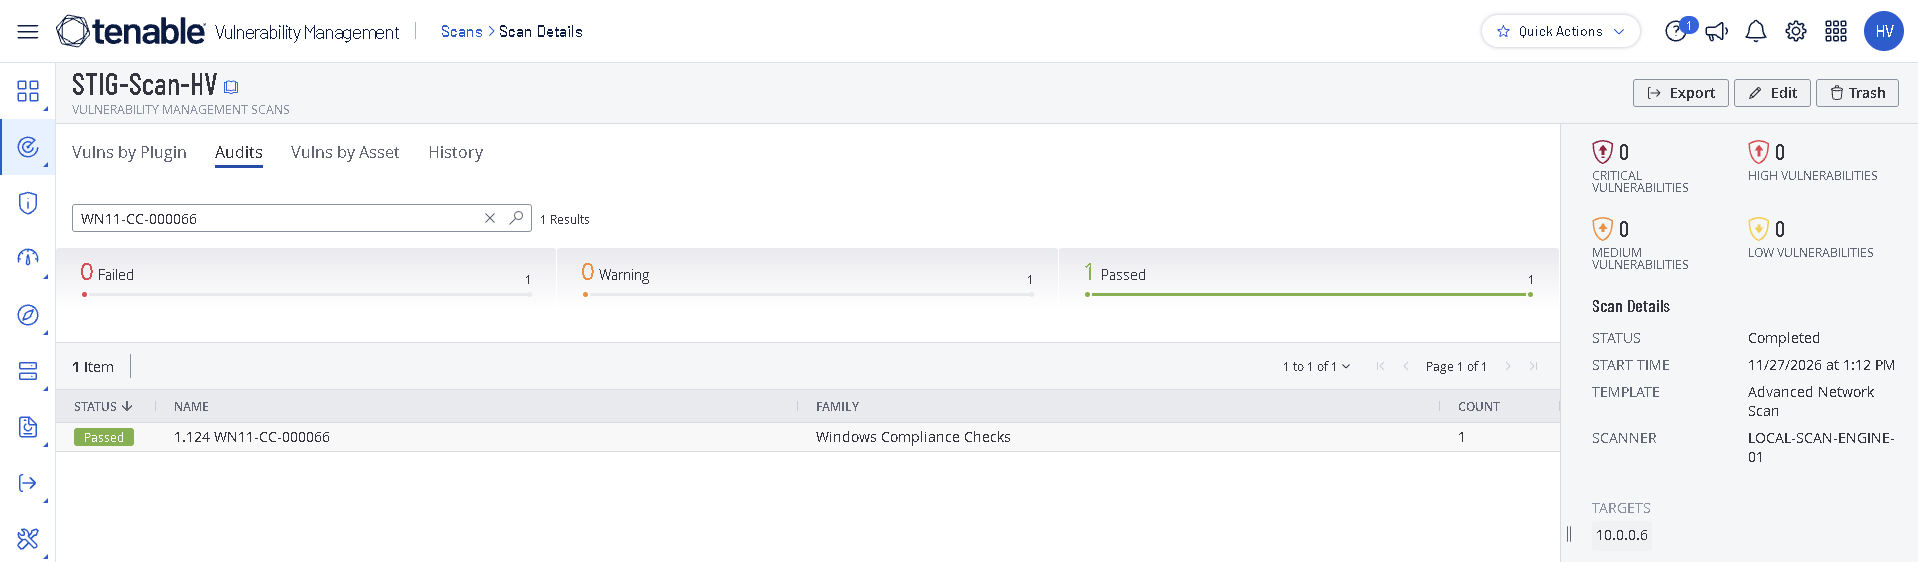 tenable Vulnerability Management Scans > Scan Details Quick Actions 1 HV
STIG-Scan-HV
VULNERABILITY MANAGEMENT SCANS
Export Edit Trash
Vulns by Plugin Audits Vulns by Asset History
WN11-CC-000066 1 Results
0 Failed 1 0 Warning 1 1 Passed 1
1 Item 1 to 1 of 1 Page 1 of 1
STATUS NAME FAMILY COUNT
Passed 1.124 WN11-CC-000066 Windows Compliance Checks 1
0 0
CRITICAL HIGH VULNERABILITIES
VULNERABILITIES
0 0
MEDIUM LOW VULNERABILITIES
VULNERABILITIES
Scan Details
STATUS Completed
START TIME 11/27/2026 at 1:12 PM
TEMPLATE Advanced Network
Scan
SCANNER LOCAL-SCAN-ENGINE-
01
TARGETS
10.0.0.6